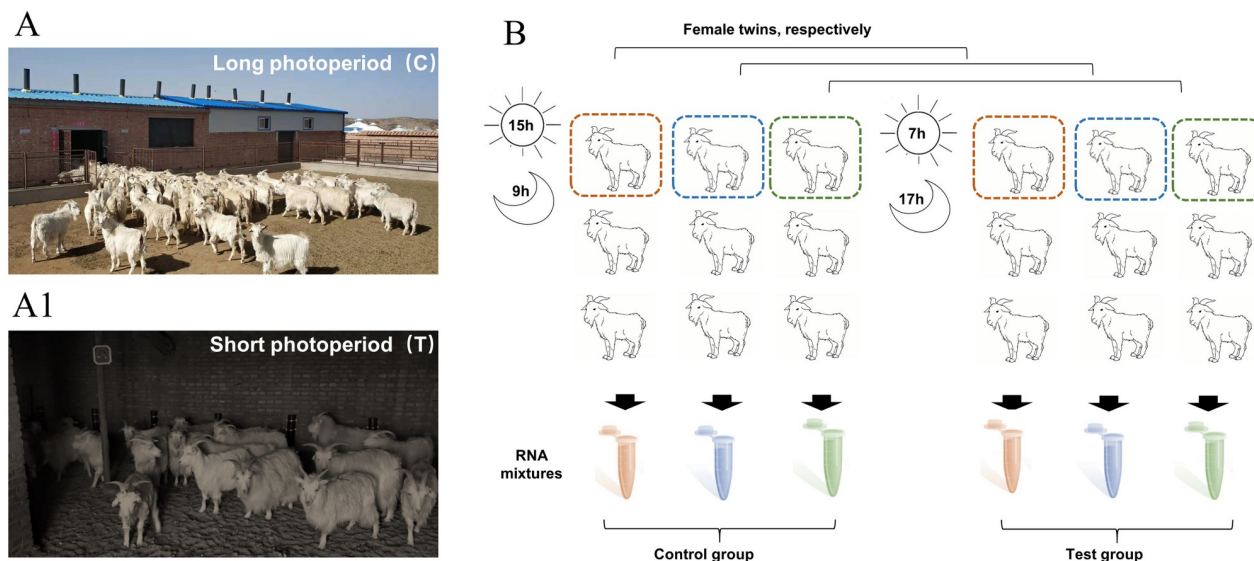 A
Long photoperiod (C)
A1
Short photoperiod (T)
B
Female twins, respectively
15h
9h
7h
17h
RNA
mixtures
Control group
Test group